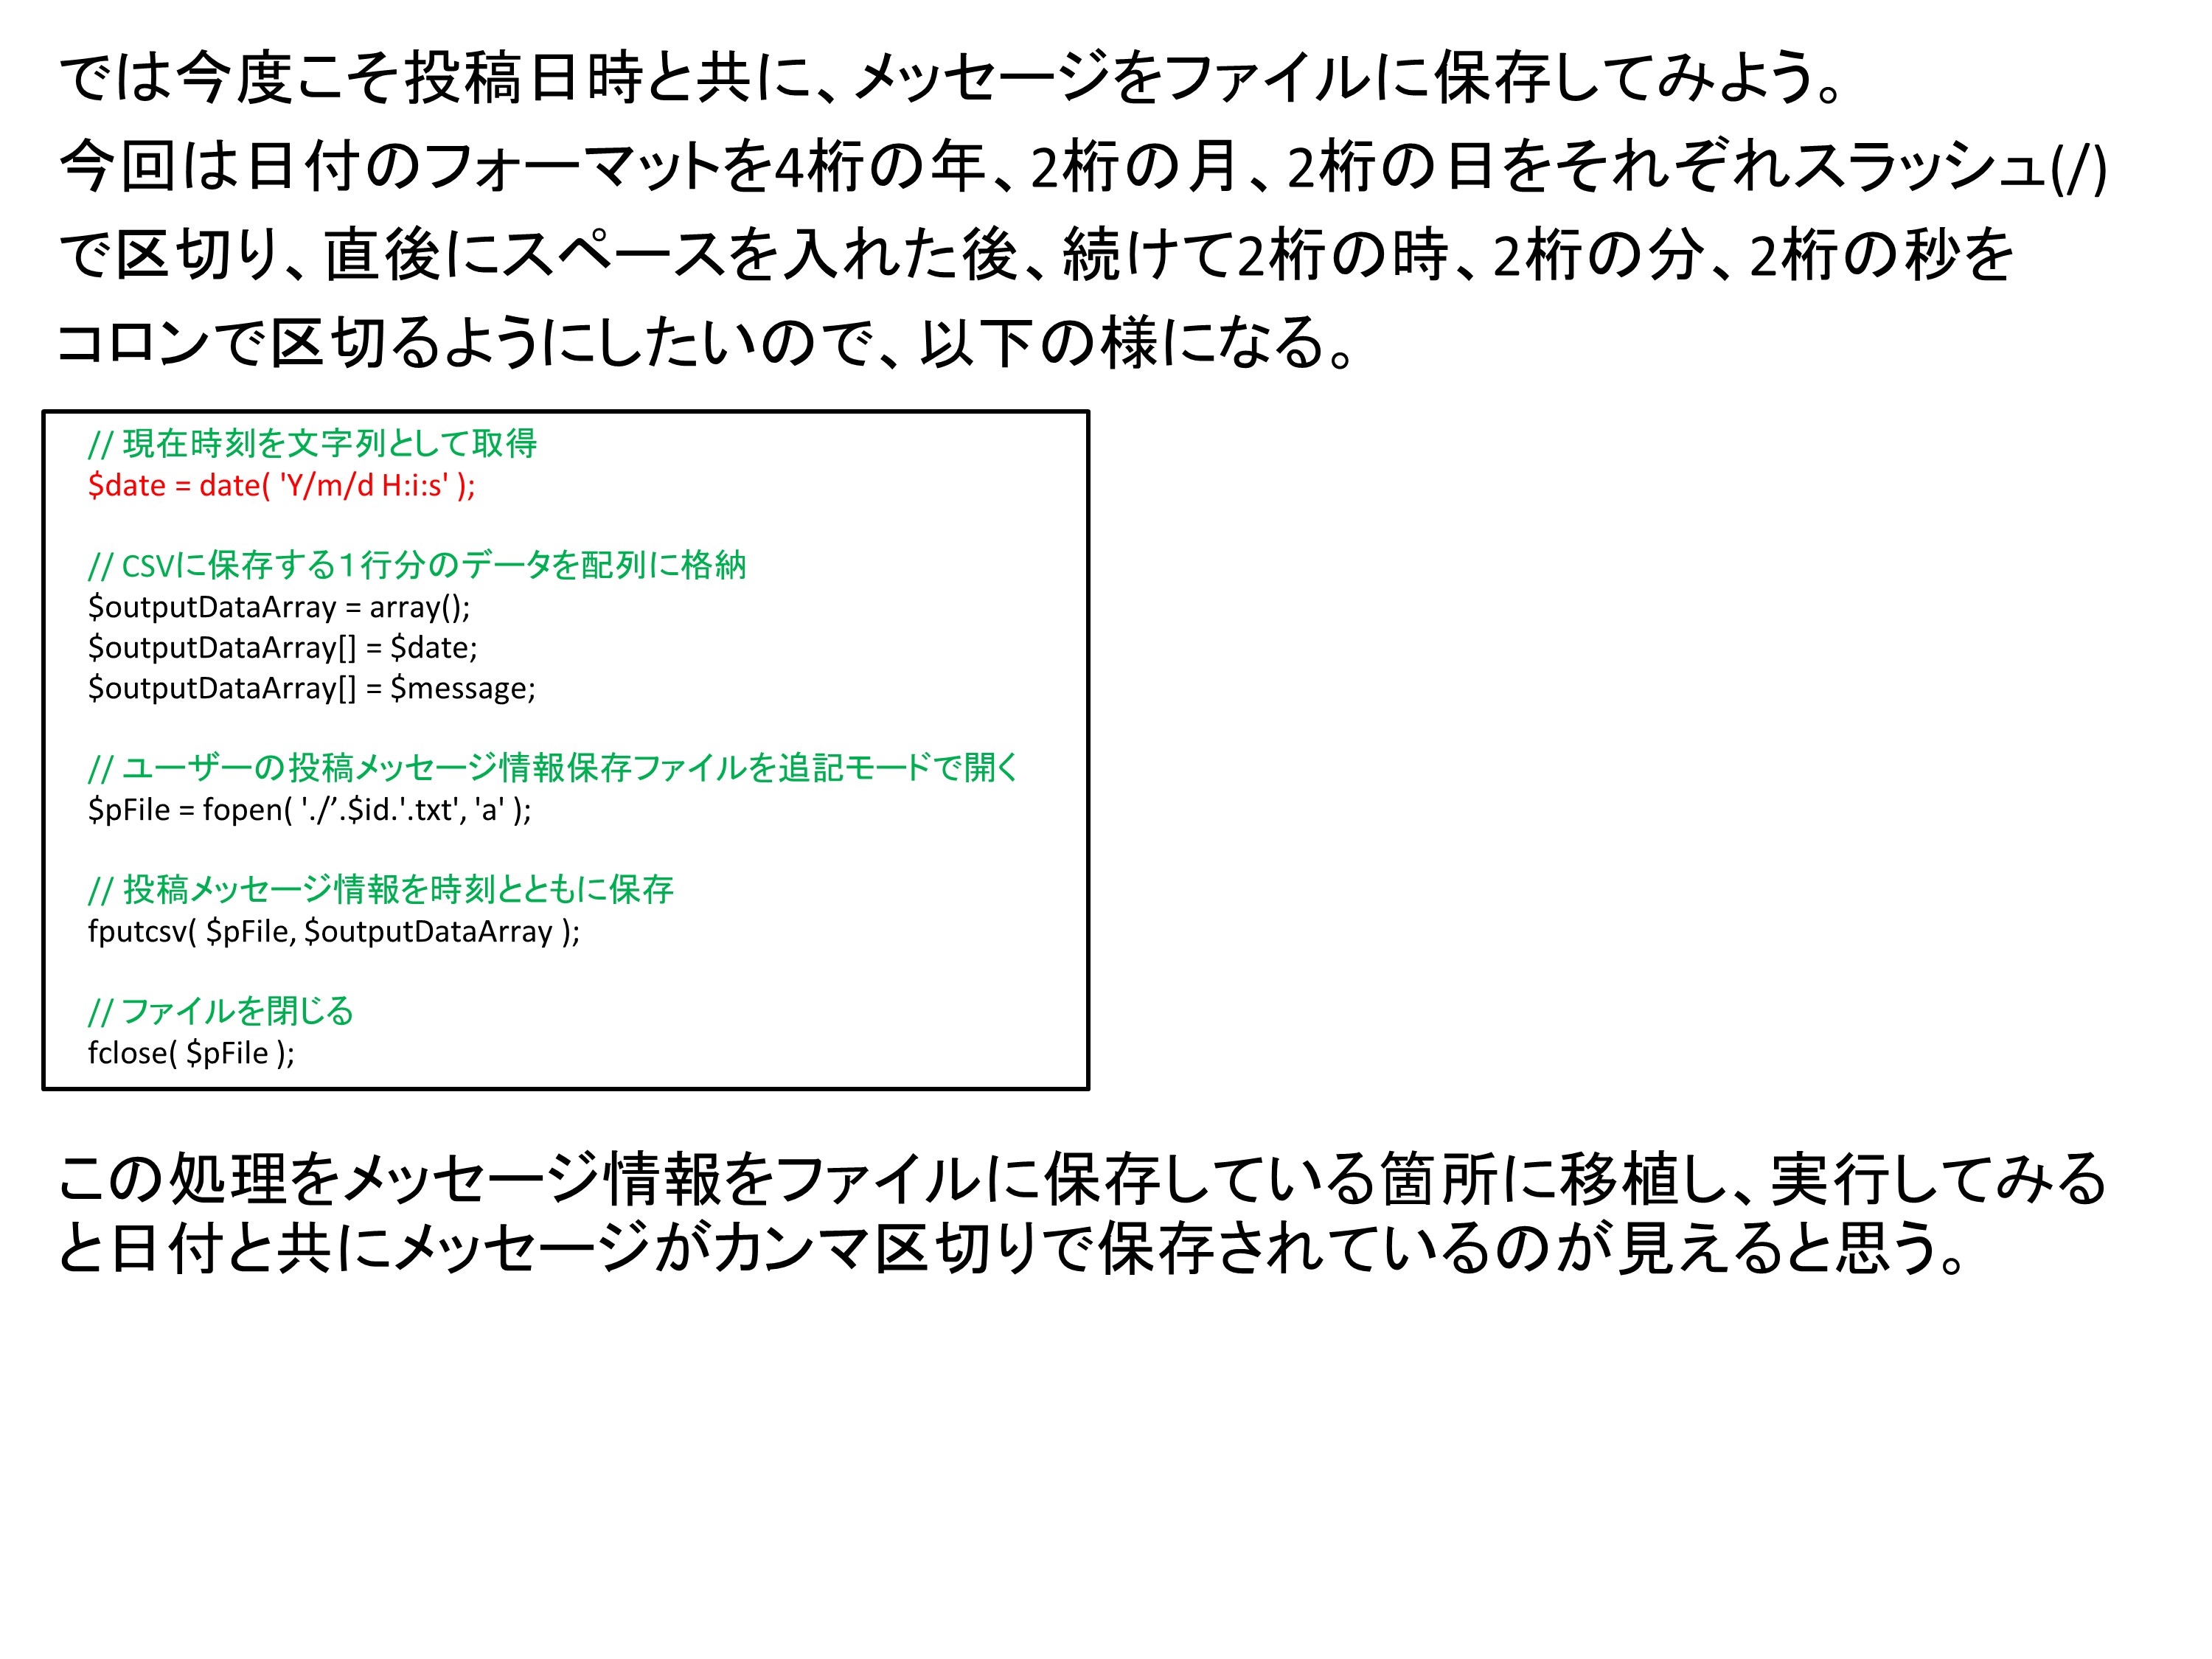 では今度こそ投稿日時と共に、メッセージをファイルに保存してみよう。
今回は日付のフォーマットを4桁の年、2桁の月、2桁の日をそれぞれスラッシュ(/)
で区切り、直後にスペースを入れた後、続けて2桁の時、2桁の分、2桁の秒を
コロンで区切るようにしたいので、以下の様になる。
// 現在時刻を文字列として取得
$date = date( 'Y/m/d H:i:s' );
// CSVに保存する１行分のデータを配列に格納
$outputDataArray = array();
$outputDataArray[] = $date;
$outputDataArray[] = $message;
// ユーザーの投稿メッセージ情報保存ファイルを追記モードで開く
$pFile = fopen( './’.$id.'.txt', 'a' );
// 投稿メッセージ情報を時刻とともに保存
fputcsv( $pFile, $outputDataArray );
// ファイルを閉じる
fclose( $pFile );
この処理をメッセージ情報をファイルに保存している箇所に移植し、実行してみる
と日付と共にメッセージがカンマ区切りで保存されているのが見えると思う。